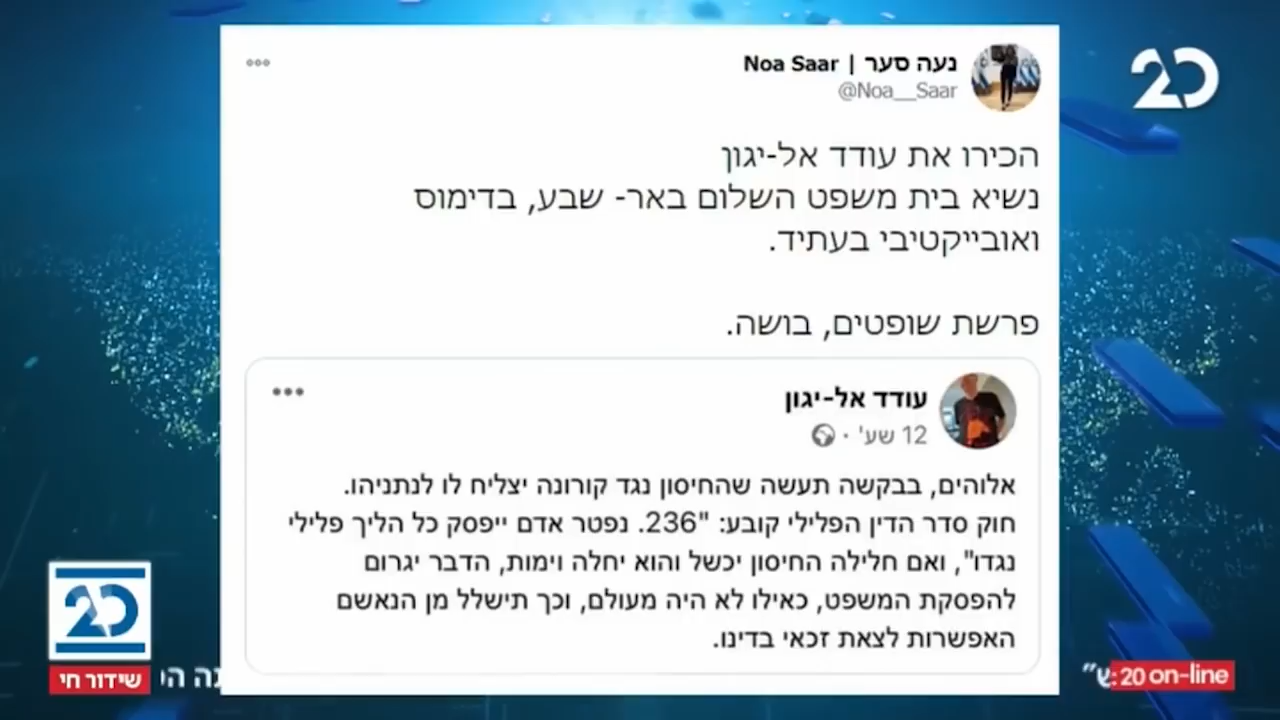 נעה סער | Noa Saar
@Noa__Saar
20
הכירו את עודד אל-יגון
נשיא בית משפט השלום באר- שבע, בדימוס
ואובייקטיבי בעתיד.
פרשת שופטים, בושה.
עודד אל-יגון
12 שע' ·
אלוהים, בבקשה תעשה שהחיסון נגד קורונה יצליח לו לנתניהו.
חוק סדר הדין הפלילי קובע: "236. נפטר אדם ייפסק כל הליך פלילי
נגדו", ואם חלילה החיסון יכשל והוא יחלה וימות, הדבר יגרום
להפסקת המשפט, כאילו לא היה מעולם, וכך תישלל מן הנאשם
האפשרות לצאת זכאי בדינו.
20
שידור חי
20 on-line: